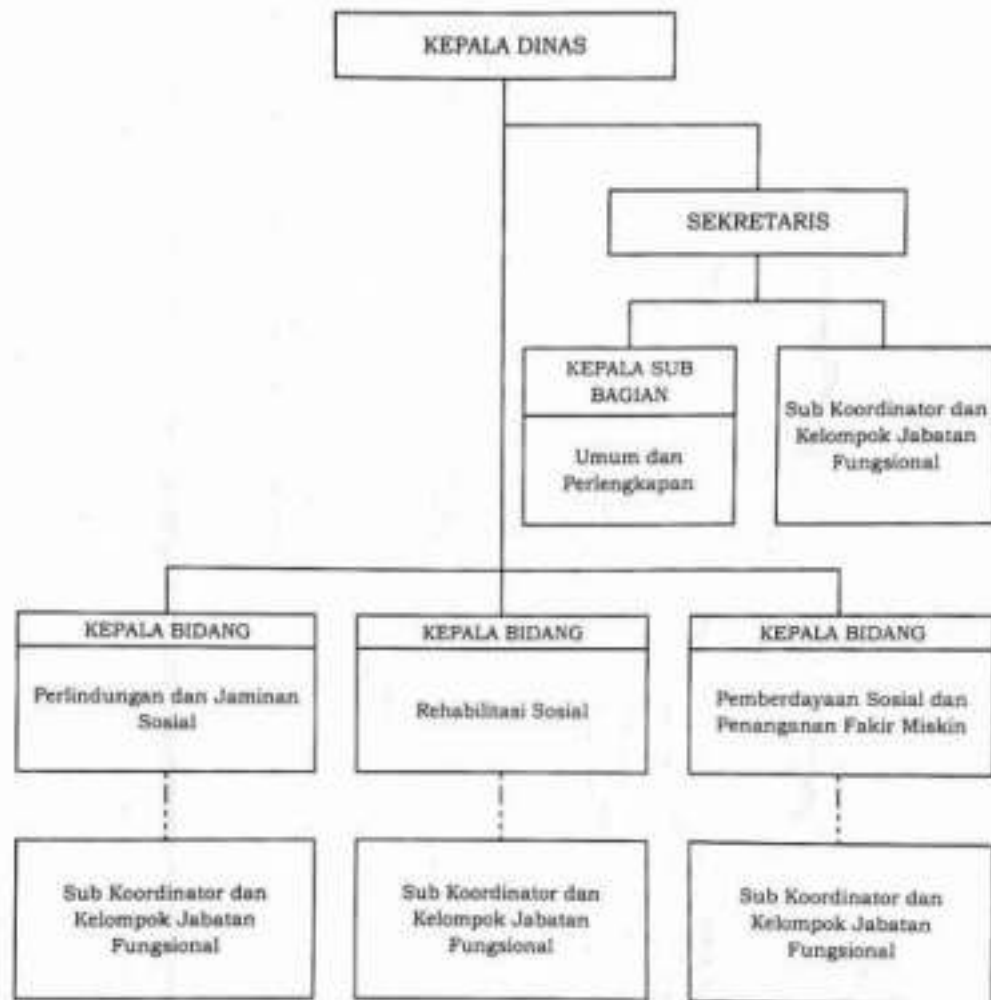 KEPALA DINAS
SEKRETARIS
KEPALA SUB
BAGIAN
Umum dan
Perlengkapan
Sub Koordinator dan
Kelompok Jabatan
Fungsional
KEPALA BIDANG
Perlindungan dan Jaminan
Sosial
KEPALA BIDANG
Rehabilitasi Sosial
KEPALA BIDANG
Pemberdayaan Sosial dan
Penanganan Fakir Miskin
Sub Koordinator dan
Kelompok Jabatan
Fungsional
Sub Koordinator dan
Kelompok Jabatan
Fungsional
Sub Koordinator dan
Kelompok Jabatan
Fungsional